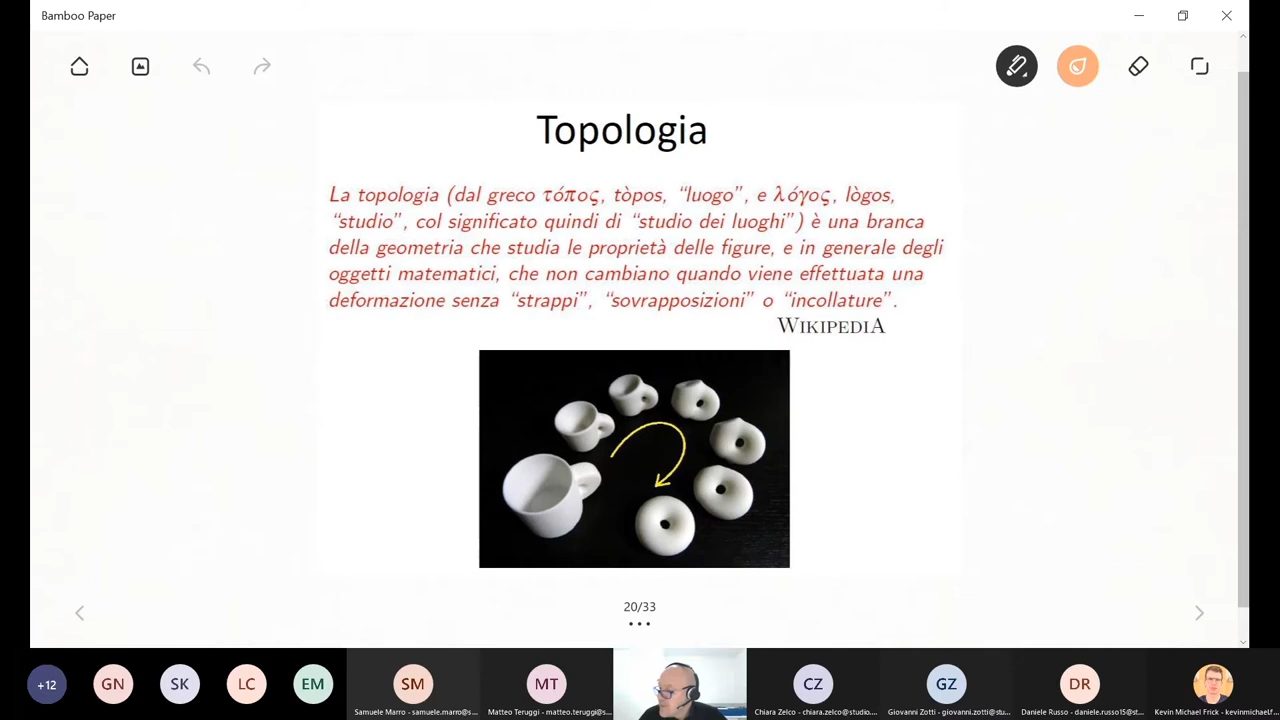 Bamboo Paper
Topologia
La topologia (dal greco τόπος, tòpos, “luogo”, e λόγος, lògos,
“studio”, col significato quindi di “studio dei luoghi”) è una branca
della geometria che studia le proprietà delle figure, e in generale degli
oggetti matematici, che non cambiano quando viene effettuata una
deformazione senza “strappi”, “sovrapposizioni” o “incollature”.
WIKIPEDIA
20/33
+12 GN SK LC EM SM MT CZ GZ DR
Samuele Marro - samuele.marro@s... Matteo Teruggi - matteo.teruggi@s... Chiara Zelco - chiara.zelco@studio.... Giovanni Zotti - giovanni.zotti@stu... Daniele Russo - daniele.russo15@st... Kevin Michael Frick - kevinmichael.f...